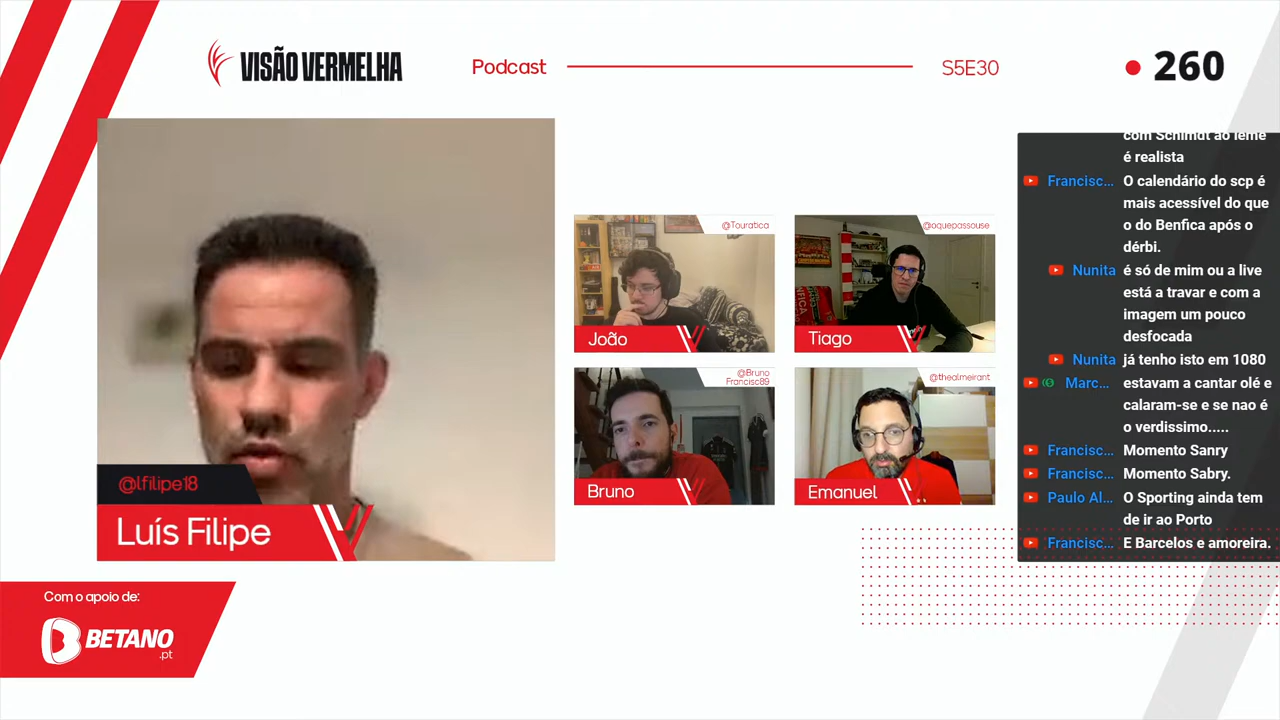 VISÃO VERMELHA
Podcast
S5E30
260
@lfilipe18
Luís Filipe
@Touratica
João
@oquepassouse
Tiago
@Bruno
Francisc89
Bruno
@thealmeirant
Emanuel
com Schimdt ao leme
é realista
Francisc... O calendário do scp é
mais acessível do que
o do Benfica após o
dérbi.
Nunita é só de mim ou a live
está a travar e com a
imagem um pouco
desfocada
Nunita já tenho isto em 1080
Marc... estavam a cantar olé e
calaram-se e se nao é
o verdissimo.....
Francisc... Momento Sanry
Francisc... Momento Sabry.
Paulo Al... O Sporting ainda tem
de ir ao Porto
Francisc... E Barcelos e amoreira.
Com o apoio de:
BETANO
.pt